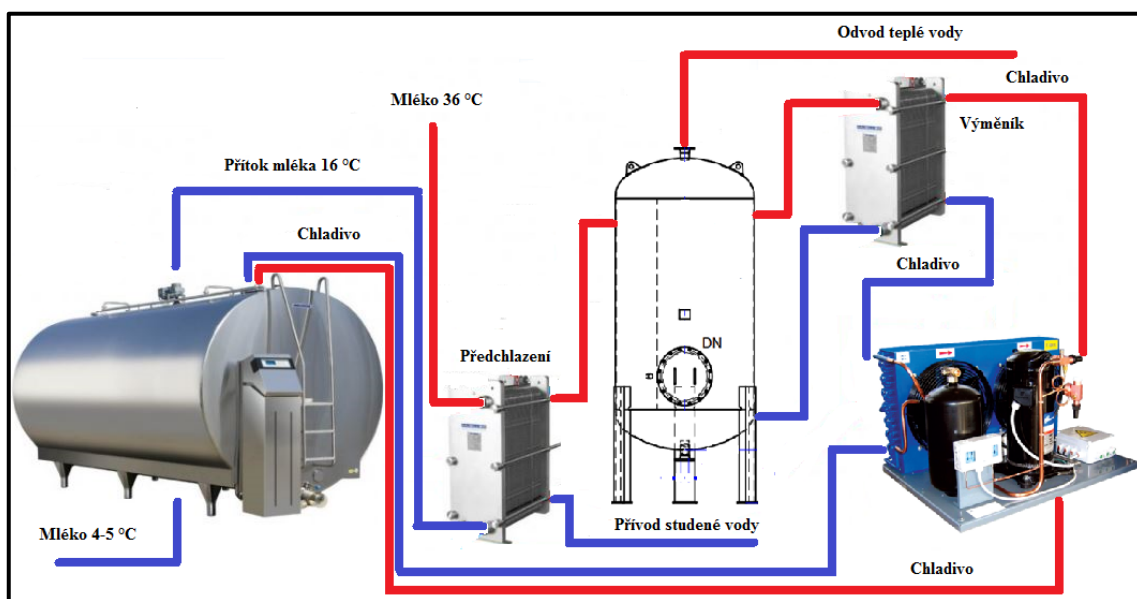 Odvod teplé vody
Chladivo
Mléko 36 °C
Výměník
Přítok mléka 16 °C
Chladivo
Chladivo
DN
Předchlazení
Přívod studené vody
Mléko 4-5 °C
Chladivo